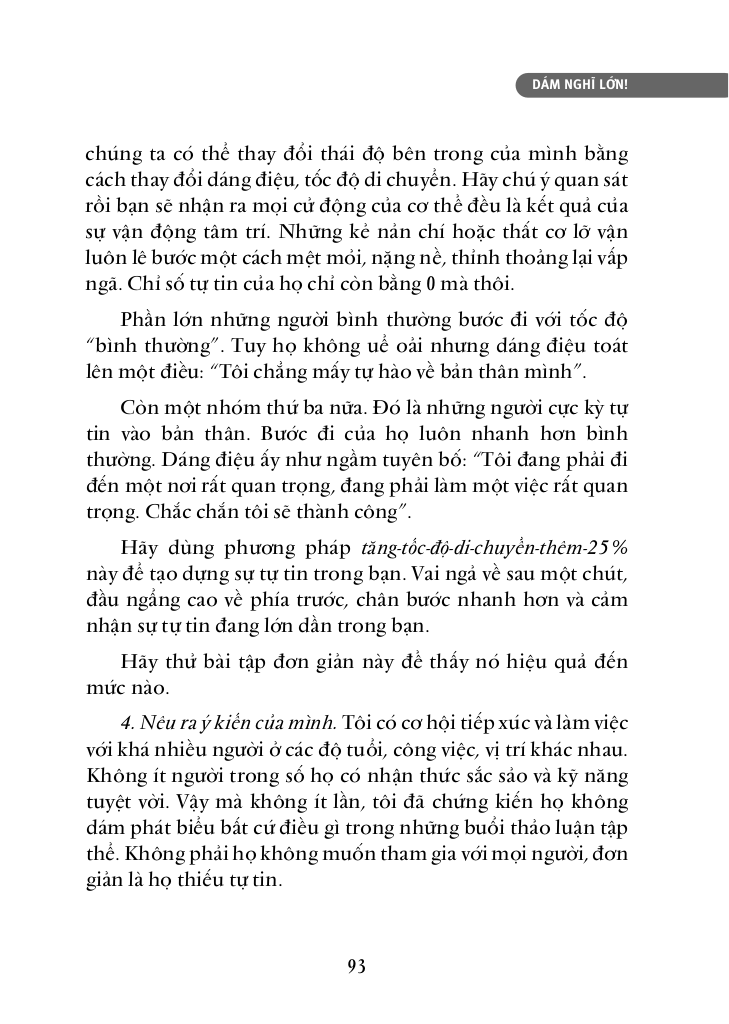 DÁM NGHĨ LỚN!
chúng ta có thể thay đổi thái độ bên trong của mình bằng
cách thay đổi dáng điệu, tốc độ di chuyển. Hãy chú ý quan sát
rồi bạn sẽ nhận ra mọi cử động của cơ thể đều là kết quả của
sự vận động tâm trí. Những kẻ nản chí hoặc thất cơ lỡ vận
luôn lê bước một cách mệt mỏi, nặng nề, thỉnh thoảng lại vấp
ngã. Chỉ số tự tin của họ chỉ còn bằng 0 mà thôi.
Phần lớn những người bình thường bước đi với tốc độ
“bình thường”. Tuy họ không uể oải nhưng dáng điệu toát
lên một điều: “Tôi chẳng mấy tự hào về bản thân mình”.
Còn một nhóm thứ ba nữa. Đó là những người cực kỳ tự
tin vào bản thân. Bước đi của họ luôn nhanh hơn bình
thường. Dáng điệu ấy như ngầm tuyên bố: “Tôi đang phải đi
đến một nơi rất quan trọng, đang phải làm một việc rất quan
trọng. Chắc chắn tôi sẽ thành công”.
Hãy dùng phương pháp tăng-tốc-độ-di-chuyển-thêm-25%
này để tạo dựng sự tự tin trong bạn. Vai ngả về sau một chút,
đầu ngẩng cao về phía trước, chân bước nhanh hơn và cảm
nhận sự tự tin đang lớn dần trong bạn.
Hãy thử bài tập đơn giản này để thấy nó hiệu quả đến
mức nào.
4. Nêu ra ý kiến của mình. Tôi có cơ hội tiếp xúc và làm việc
với khá nhiều người ở các độ tuổi, công việc, vị trí khác nhau.
Không ít người trong số họ có nhận thức sắc sảo và kỹ năng
tuyệt vời. Vậy mà không ít lần, tôi đã chứng kiến họ không
dám phát biểu bất cứ điều gì trong những buổi thảo luận tập
thể. Không phải họ không muốn tham gia với mọi người, đơn
giản là họ thiếu tự tin.
93